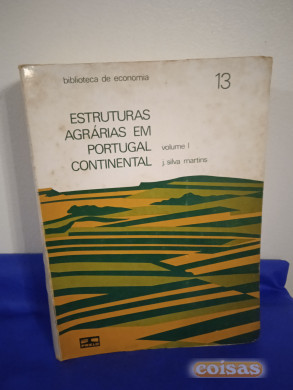 biblioteca de economia
13
ESTRUTURAS
AGRÁRIAS EM
PORTUGAL
CONTINENTAL
volume I
j. silva martins
coisas